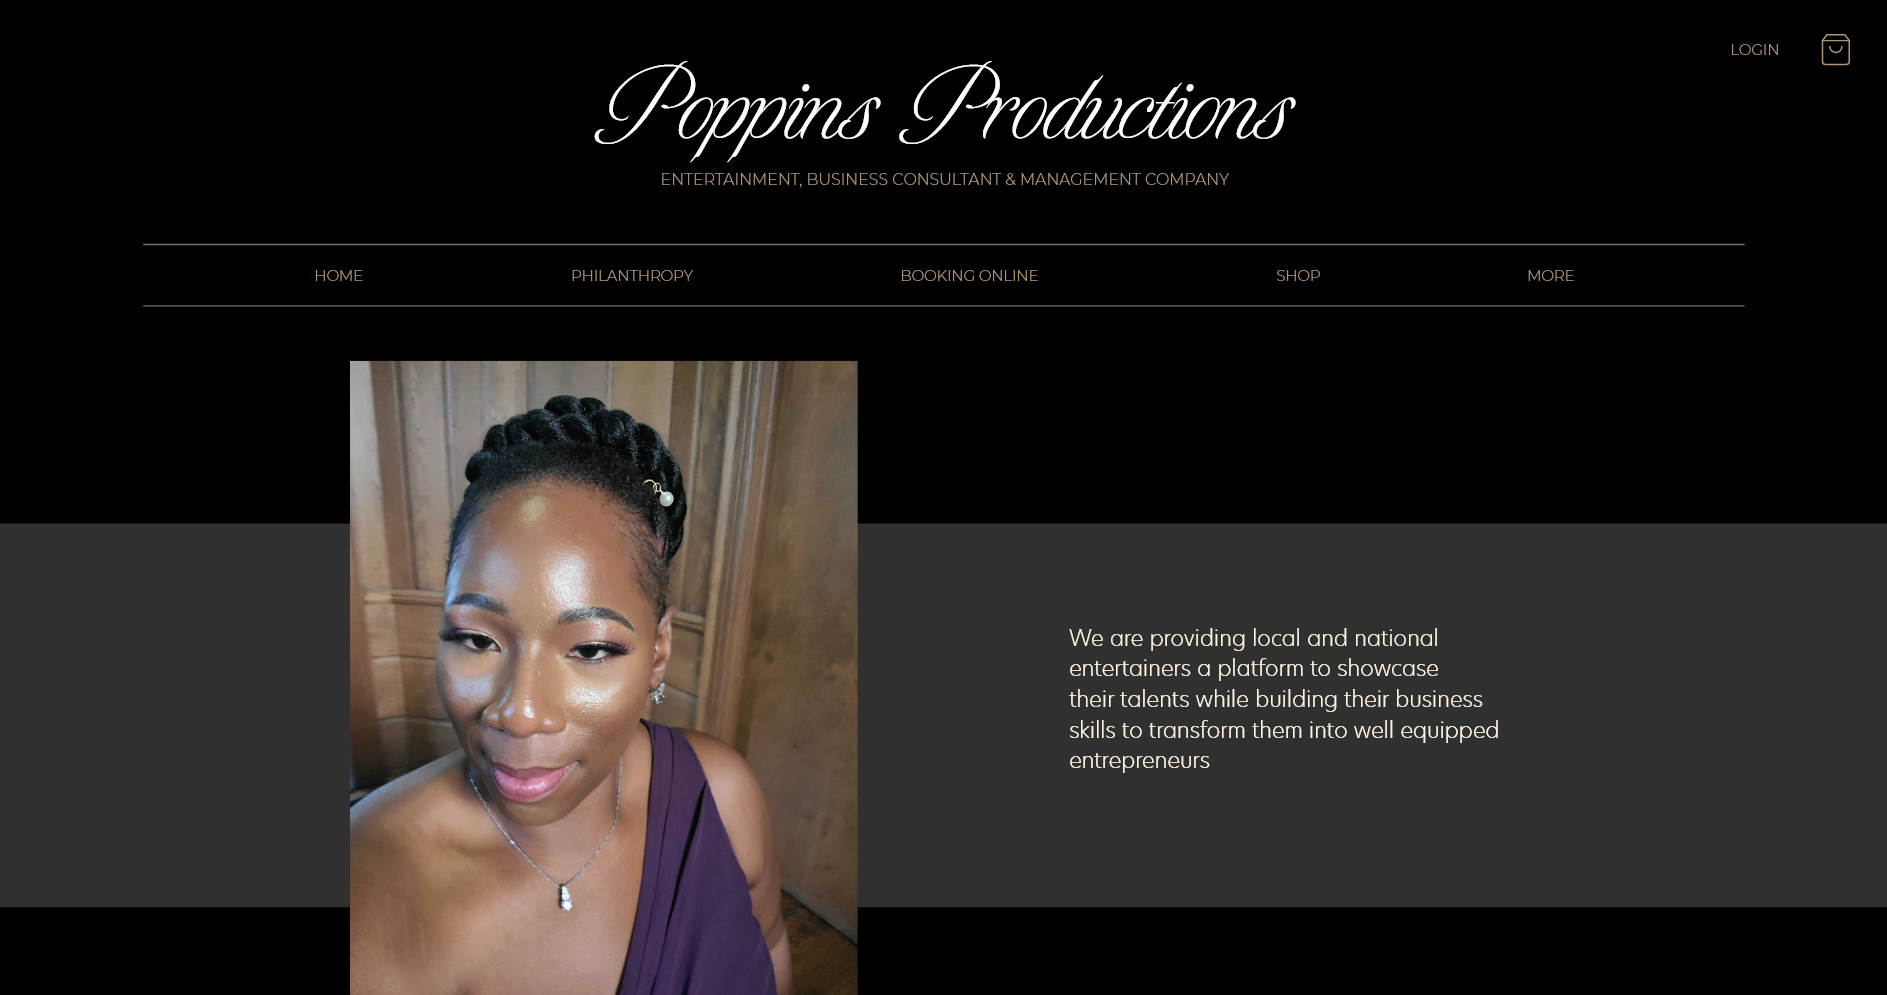 LOGIN
Poppins Productions
ENTERTAINMENT, BUSINESS CONSULTANT & MANAGEMENT COMPANY
HOME PHILANTHROPY BOOKING ONLINE SHOP MORE
We are providing local and national
entertainers a platform to showcase
their talents while building their business
skills to transform them into well equipped
entrepreneurs